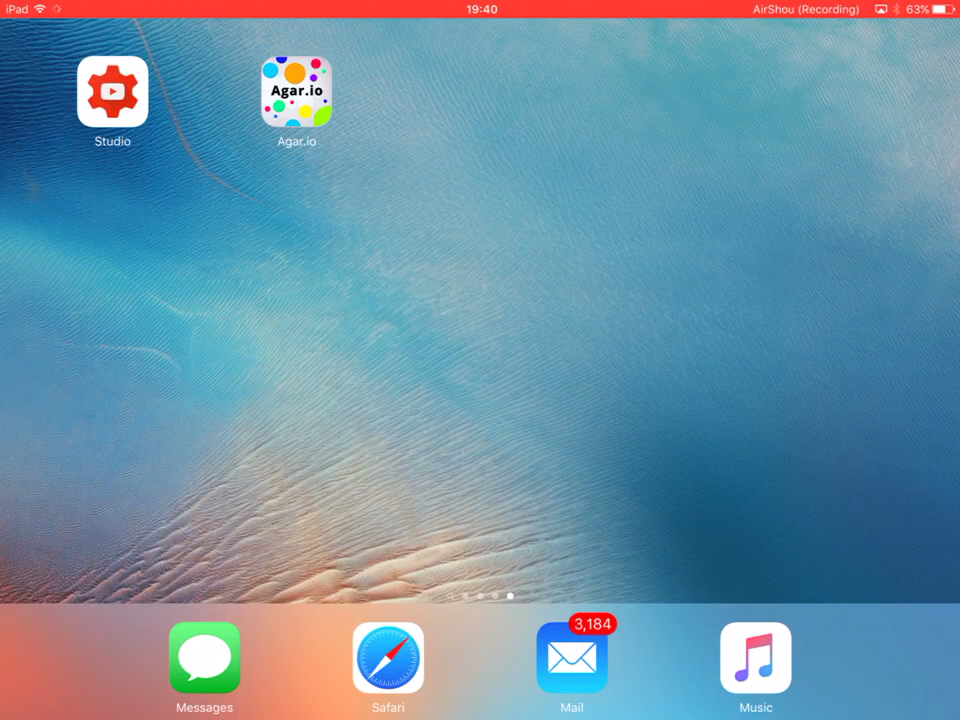 iPad 19:40 AirShou (Recording) 63%
Agar.io
Studio Agar.io
3,184
Messages Safari Mail Music